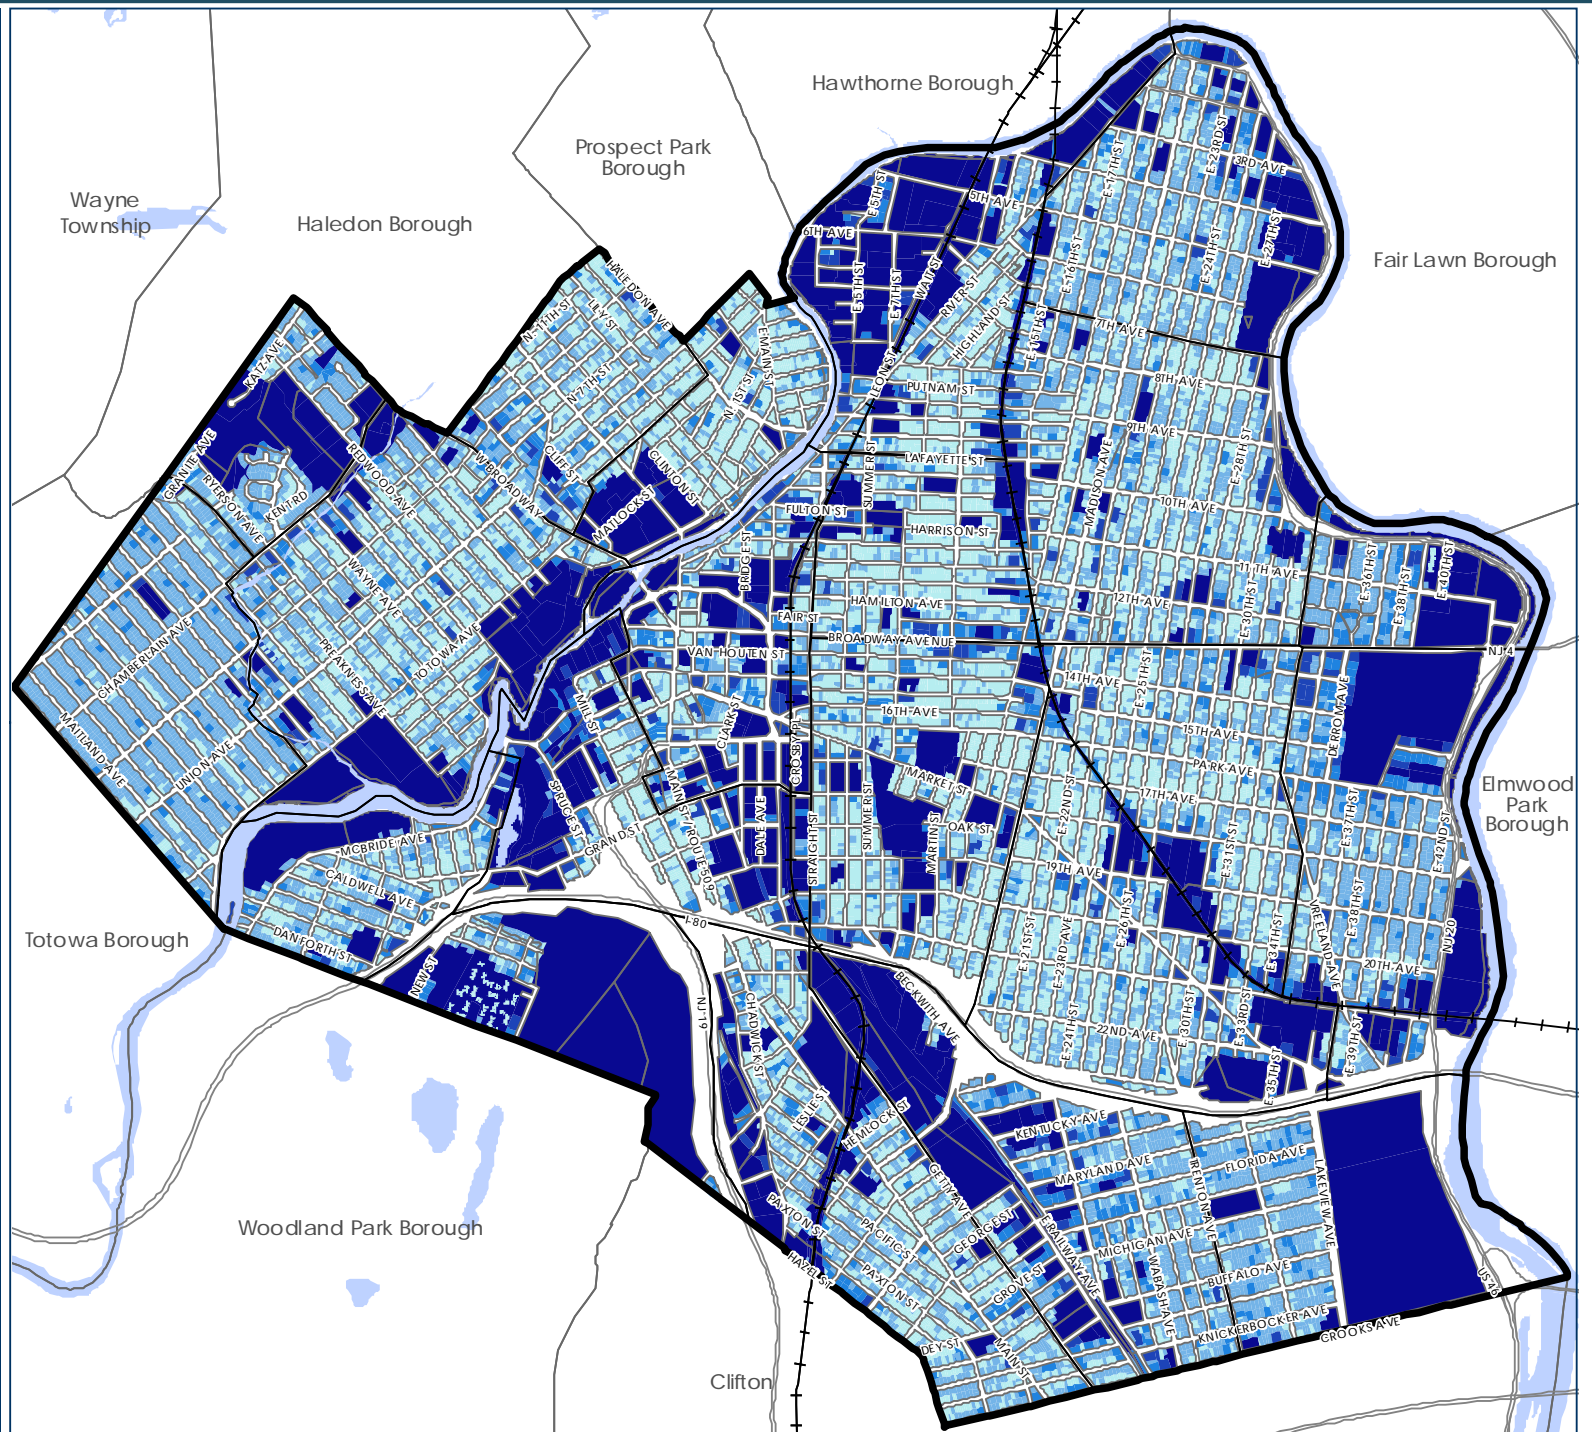 Hawthorne Borough
Prospect Park
Borough
Wayne
Township
Haledon Borough
Fair Lawn Borough
Elmwood
Park
Borough
Totowa Borough
Woodland Park Borough
Clifton
E. 23RD ST
3RD AVE
E. 17TH ST
E 5TH ST
5TH AVE
6TH AVE
E. 27TH ST
E. 24TH ST
E. 16TH ST
WAIT ST
E. 5TH ST
E. 7TH ST
RIVER ST
HIGHLAND ST
E. 15TH ST
7TH AVE
HALEDON AVE
LILY ST
N. 11TH ST
E MAIN ST
KATZ AVE
LEON ST
PUTNAM ST
8TH AVE
N 7TH ST
N. 1ST ST
9TH AVE
E. 28TH ST
MADISON AVE
LAFAYETTE ST
GRANITE AVE
RYERSON AVE
KENT RD
REDWOOD AVE
W BROADWAY
CLIFF ST
CLINTON ST
MATLOCK ST
SUMMER ST
10TH AVE
FULTON ST
HARRISON ST
BRIDGE ST
11TH AVE
E. 36TH ST
E. 38TH ST
E. 40TH ST
WAYNE AVE
12TH AVE
E. 30TH ST
HAMILTON AVE
FAIR ST
BROADWAY AVENUE
NJ 4
CHAMBERLAIN AVE
PREAKNESS AVE
TOTOWA AVE
VAN HOUTEN ST
14TH AVE
E. 25TH ST
DERROM AVE
MILL ST
CLARK ST
16TH AVE
15TH AVE
MAITLAND AVE
UNION AVE
CROSBY PL
PARK AVE
MARKET ST
17TH AVE
SPRUCE ST
MAIN ST / ROUTE 509
DALE AVE
STRAIGHT ST
SUMMER ST
MARTIN ST
OAK ST
E. 22ND ST
E. 37TH ST
E. 42ND ST
MCBRIDE AVE
GRAND ST
19TH AVE
E. 31ST ST
CALDWELL AVE
DANFORTH ST
I-80
E. 21ST ST
E. 23RD AVE
E. 26TH ST
E. 34TH ST
VREELAND AVE
E. 38TH ST
NJ 20
20TH AVE
NEW ST
NJ 19
BECKWITH AVE
CHADWICK ST
E. 24TH ST
22ND AVE
E. 30TH ST
E. 33RD ST
E. 35TH ST
E. 39TH ST
LESLIE ST
HEMLOCK ST
KENTUCKY AVE
MARYLAND AVE
FLORIDA AVE
TRENTON AVE
LAKEVIEW AVE
GETTY AVE
PAXTON ST
PACIFIC ST
GEORGE ST
E RAILWAY AVE
MICHIGAN AVE
HAZEL ST
PAXTON ST
GROVE ST
WABASH AVE
BUFFALO AVE
US 46
DEY ST
MAIN ST
KNICKERBOCKER AVE
CROOKS AVE